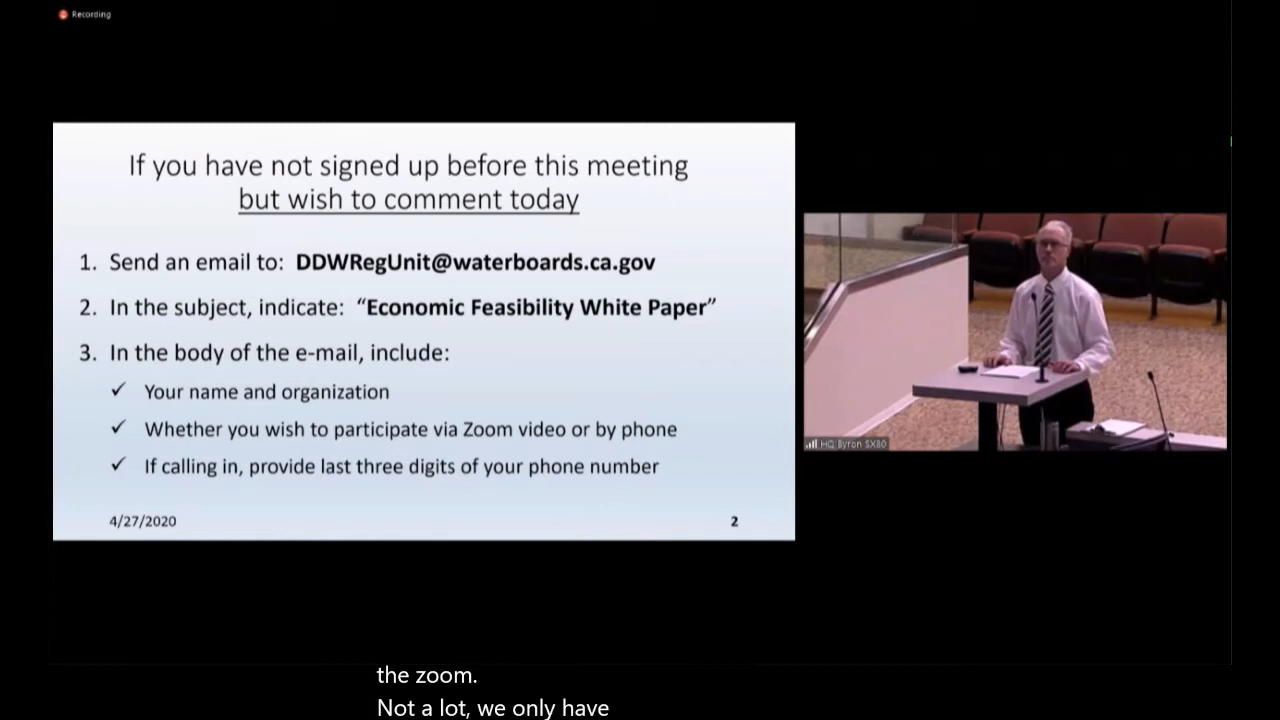 Recording
If you have not signed up before this meeting
but wish to comment today
1. Send an email to: DDWRegUnit@waterboards.ca.gov
2. In the subject, indicate: “Economic Feasibility White Paper”
3. In the body of the e-mail, include:
✓ Your name and organization
✓ Whether you wish to participate via Zoom video or by phone
✓ If calling in, provide last three digits of your phone number
4/27/2020
2
HQ Byron SX80
the zoom.
Not a lot, we only have